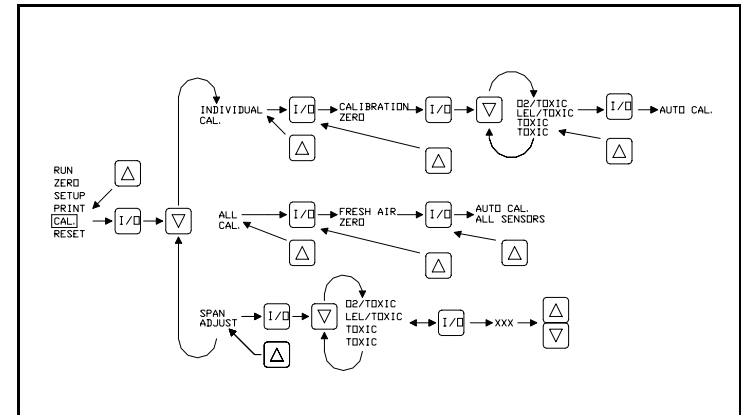 INDIVIDUAL
CAL.
I/O
CALIBRATION
ZERO
I/O
O2/TOXIC
LEL/TOXIC
TOXIC
TOXIC
I/O
AUTO CAL.
RUN
ZERO
SETUP
PRINT
CAL.
RESET
I/O
ALL
CAL.
I/O
FRESH AIR
ZERO
I/O
AUTO CAL.
ALL SENSORS
SPAN
ADJUST
I/O
O2/TOXIC
LEL/TOXIC
TOXIC
TOXIC
I/O
XXX